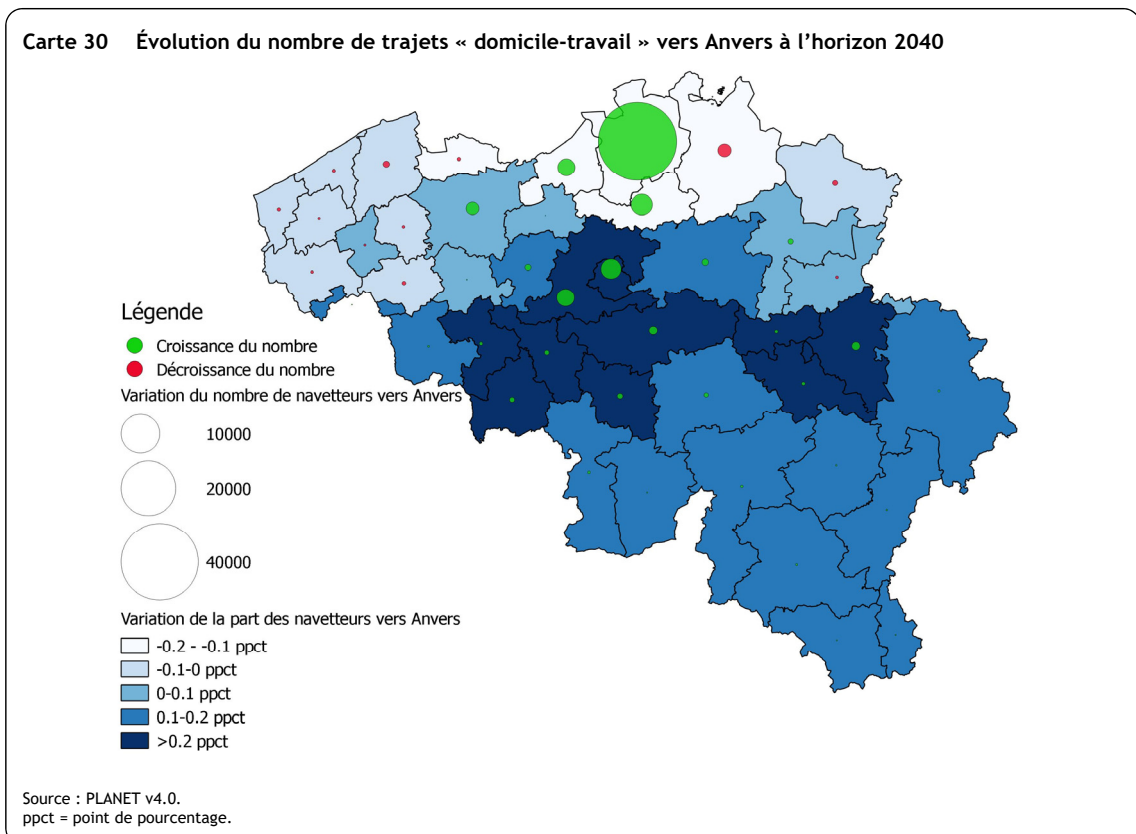 Carte 30 Évolution du nombre de trajets « domicile-travail » vers Anvers à l’horizon 2040
Légende
Croissance du nombre
Décroissance du nombre
Variation du nombre de navetteurs vers Anvers
10000
20000
40000
Variation de la part des navetteurs vers Anvers
-0.2 - -0.1 ppct
-0.1-0 ppct
0-0.1 ppct
0.1-0.2 ppct
>0.2 ppct
Source : PLANET v4.0.
ppct = point de pourcentage.